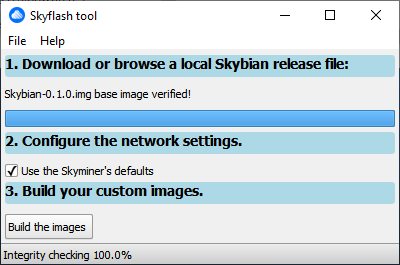 Skyflash tool
File Help
1. Download or browse a local Skybian release file:
Skybian-0.1.0.img base image verified!
2. Configure the network settings.
Use the Skyminer's defaults
3. Build your custom images.
Build the images
Integrity checking 100.0%